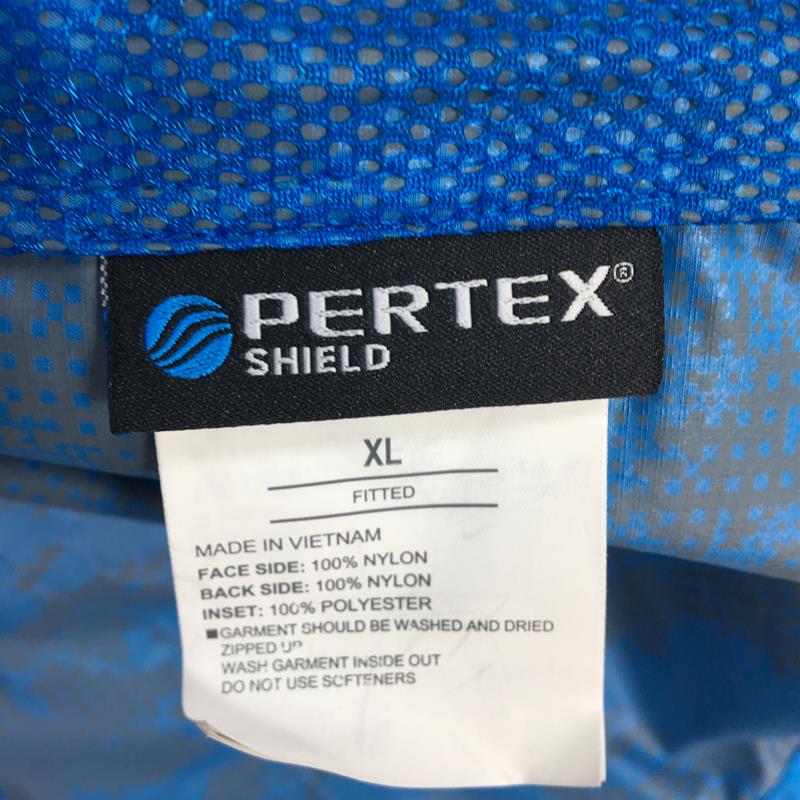 PERTEX®
SHIELD
XL
FITTED
MADE IN VIETNAM
FACE SIDE: 100% NYLON
BACK SIDE: 100% NYLON
INSET: 100% POLYESTER
■GARMENT SHOULD BE WASHED AND DRIED
ZIPPED UP
WASH GARMENT INSIDE OUT
DO NOT USE SOFTENERS